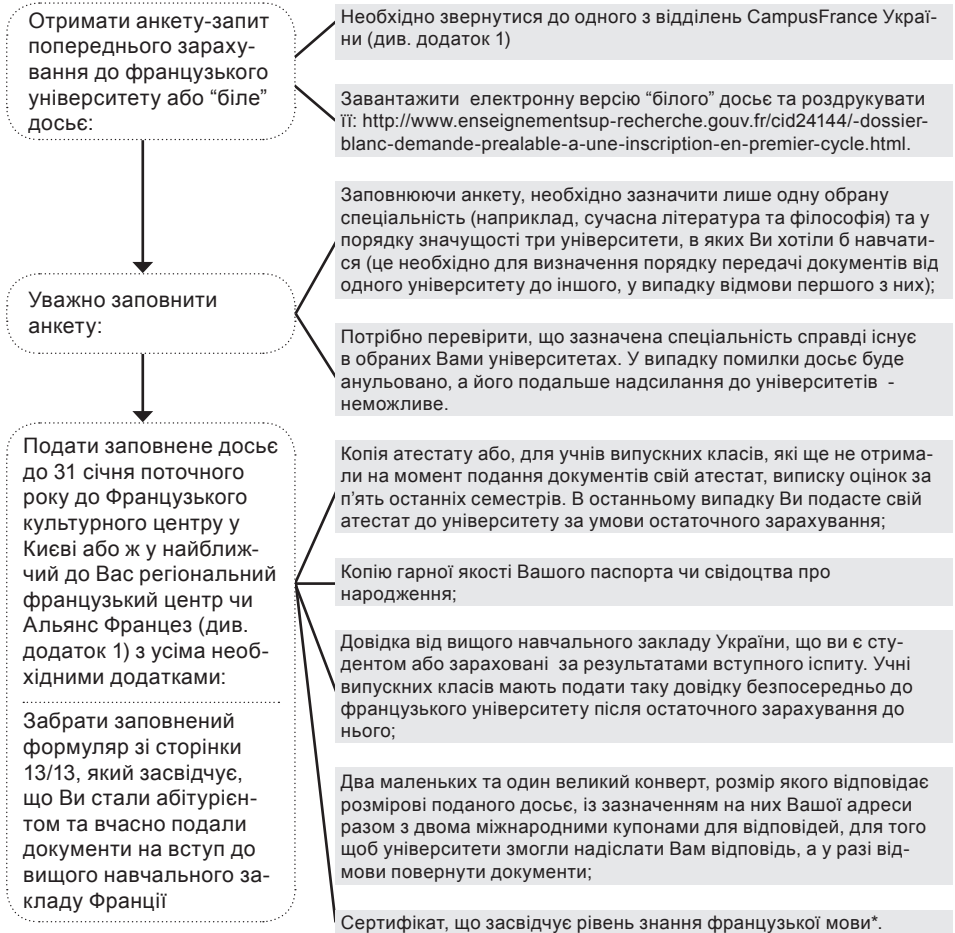 Отримати анкету-запит
попереднього зараху-
вання до французького
університету або “біле”
досьє:
Необхідно звернутися до одного з відділень CampusFrance Украї-
ни (див. додаток 1)
Завантажити електронну версію “білого” досьє та роздрукувати
її: http://www.enseignementsup-recherche.gouv.fr/cid24144/-dossier-
blanc-demande-prealable-a-une-inscription-en-premier-cycle.html.
Уважно заповнити
анкету:
Заповнюючи анкету, необхідно зазначити лише одну обрану
спеціальність (наприклад, сучасна література та філософія) та у
порядку значущості три університети, в яких Ви хотіли б навчати-
ся (це необхідно для визначення порядку передачі документів від
одного університету до іншого, у випадку відмови першого з них);
Потрібно перевірити, що зазначена спеціальність справді існує
в обраних Вами університетах. У випадку помилки досьє буде
анульовано, а його подальше надсилання до університетів -
неможливе.
Подати заповнене досьє
до 31 січня поточного
року до Французького
культурного центру у
Києві або ж у найближ-
чий до Вас регіональний
французький центр чи
Альянс Францез (див.
додаток 1) з усіма необ-
хідними додатками:
Забрати заповнений
формуляр зі сторінки
13/13, який засвідчує,
що Ви стали абітурієн-
том та вчасно подали
документи на вступ до
вищого навчального за-
кладу Франції
Копія атестату або, для учнів випускних класів, які ще не отрима-
ли на момент подання документів свій атестат, виписку оцінок за
п’ять останніх семестрів. В останньому випадку Ви подасте свій
атестат до університету за умови остаточного зарахування;
Копію гарної якості Вашого паспорта чи свідоцтва про
народження;
Довідка від вищого навчального закладу України, що ви є сту-
дентом або зараховані за результатами вступного іспиту. Учні
випускних класів мають подати таку довідку безпосередньо до
французького університету після остаточного зарахування до
нього;
Два маленьких та один великий конверт, розмір якого відповідає
розмірові поданого досьє, із зазначенням на них Вашої адреси
разом з двома міжнародними купонами для відповідей, для того
щоб університети змогли надіслати Вам відповідь, а у разі від-
мови повернути документи;
Сертифікат, що засвідчує рівень знання французької мови*.